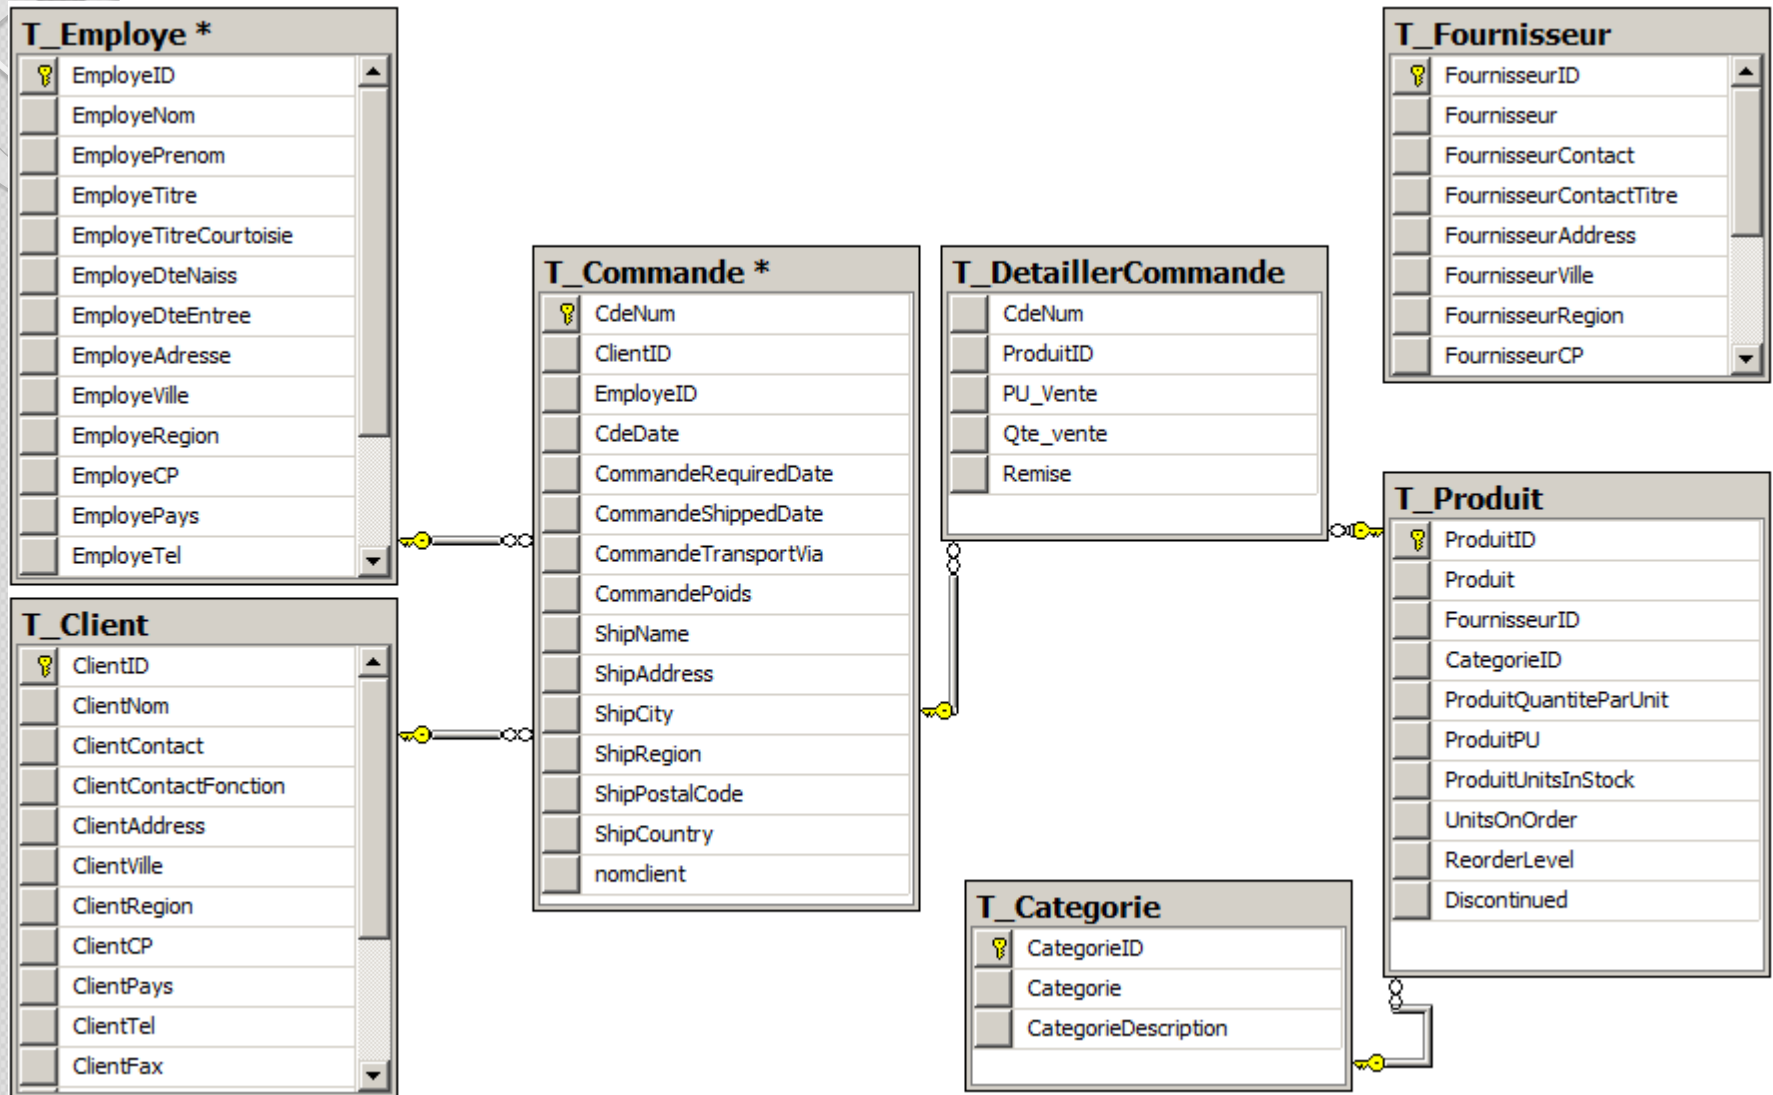 T_Employe *
EmployeID
EmployeNom
EmployePrenom
EmployeTitre
EmployeTitreCourtoisie
EmployeDteNaiss
EmployeDteEntree
EmployeAdresse
EmployeVille
EmployeRegion
EmployeCP
EmployePays
EmployeTel
T_Client
ClientID
ClientNom
ClientContact
ClientContactFonction
ClientAddress
ClientVille
ClientRegion
ClientCP
ClientPays
ClientTel
ClientFax
T_Commande *
CdeNum
ClientID
EmployeID
CdeDate
CommandeRequiredDate
CommandeShippedDate
CommandeTransportVia
CommandePoids
ShipName
ShipAddress
ShipCity
ShipRegion
ShipPostalCode
ShipCountry
nomclient
T_DetaillerCommande
CdeNum
ProduitID
PU_Vente
Qte_vente
Remise
T_Categorie
CategorieID
Categorie
CategorieDescription
T_Fournisseur
FournisseurID
Fournisseur
FournisseurContact
FournisseurContactTitre
FournisseurAddress
FournisseurVille
FournisseurRegion
FournisseurCP
T_Produit
ProduitID
Produit
FournisseurID
CategorieID
ProduitQuantiteParUnit
ProduitPU
ProduitUnitsInStock
UnitsOnOrder
ReorderLevel
Discontinued